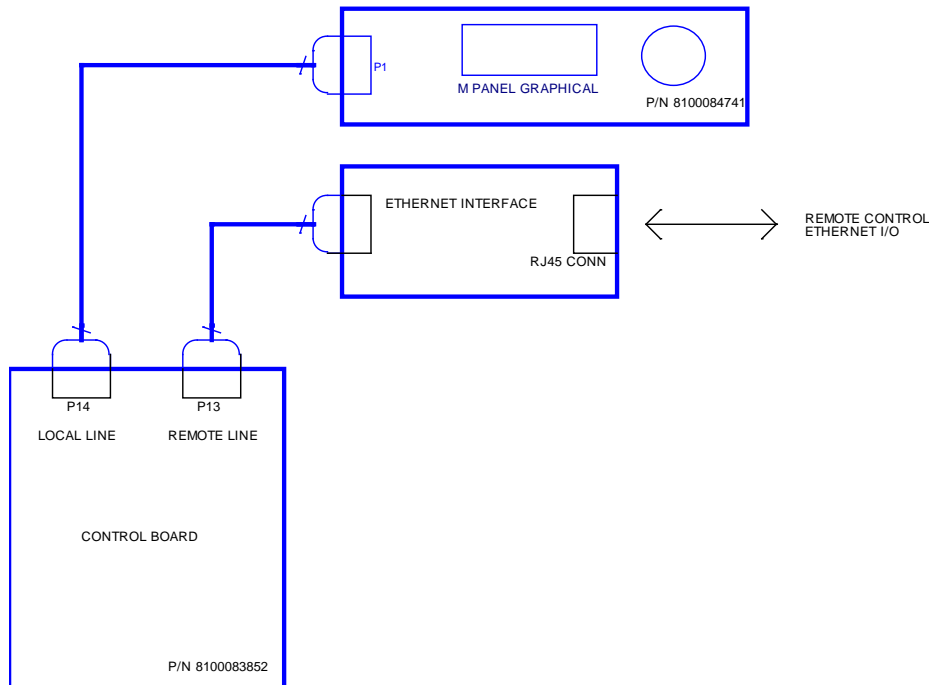 P1
M PANEL GRAPHICAL
P/N 8100084741
ETHERNET INTERFACE
RJ45 CONN
REMOTE CONTROL
ETHERNET I/O
P14
P13
LOCAL LINE
REMOTE LINE
CONTROL BOARD
P/N 8100083852